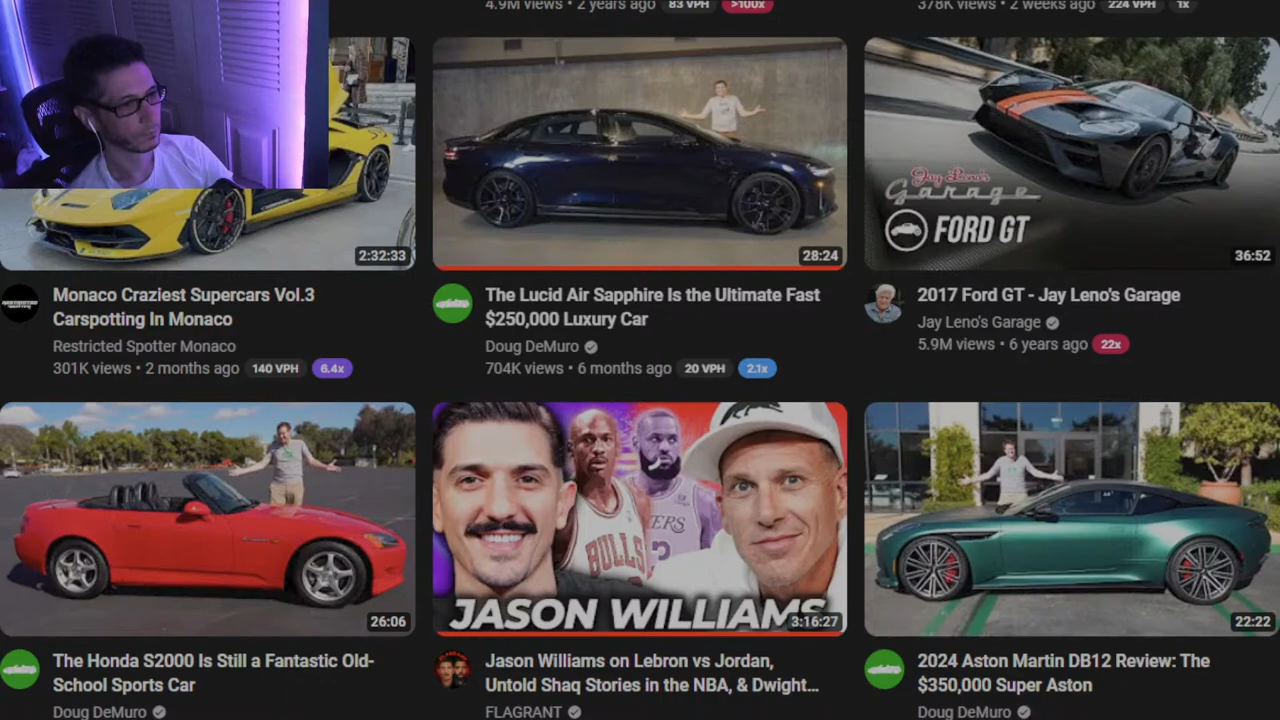 4.9M views • 2 years ago 83 VPH >100x
378K views • 2 weeks ago 224 VPH 1x
2:32:33
28:24
Jay Leno's
Garage
FORD GT
36:52
Monaco Craziest Supercars Vol.3
Carspotting In Monaco
Restricted Spotter Monaco
301K views • 2 months ago 140 VPH 6.4x
The Lucid Air Sapphire Is the Ultimate Fast
$250,000 Luxury Car
Doug DeMuro
704K views • 6 months ago 20 VPH 2.1x
2017 Ford GT - Jay Leno's Garage
Jay Leno's Garage
5.9M views • 6 years ago 22x
26:06
BULLS
JASON WILLIAMS
3:16:27
22:22
The Honda S2000 Is Still a Fantastic Old-
School Sports Car
Doug DeMuro
Jason Williams on Lebron vs Jordan,
Untold Shaq Stories in the NBA, & Dwight...
FLAGRANT
2024 Aston Martin DB12 Review: The
$350,000 Super Aston
Doug DeMuro